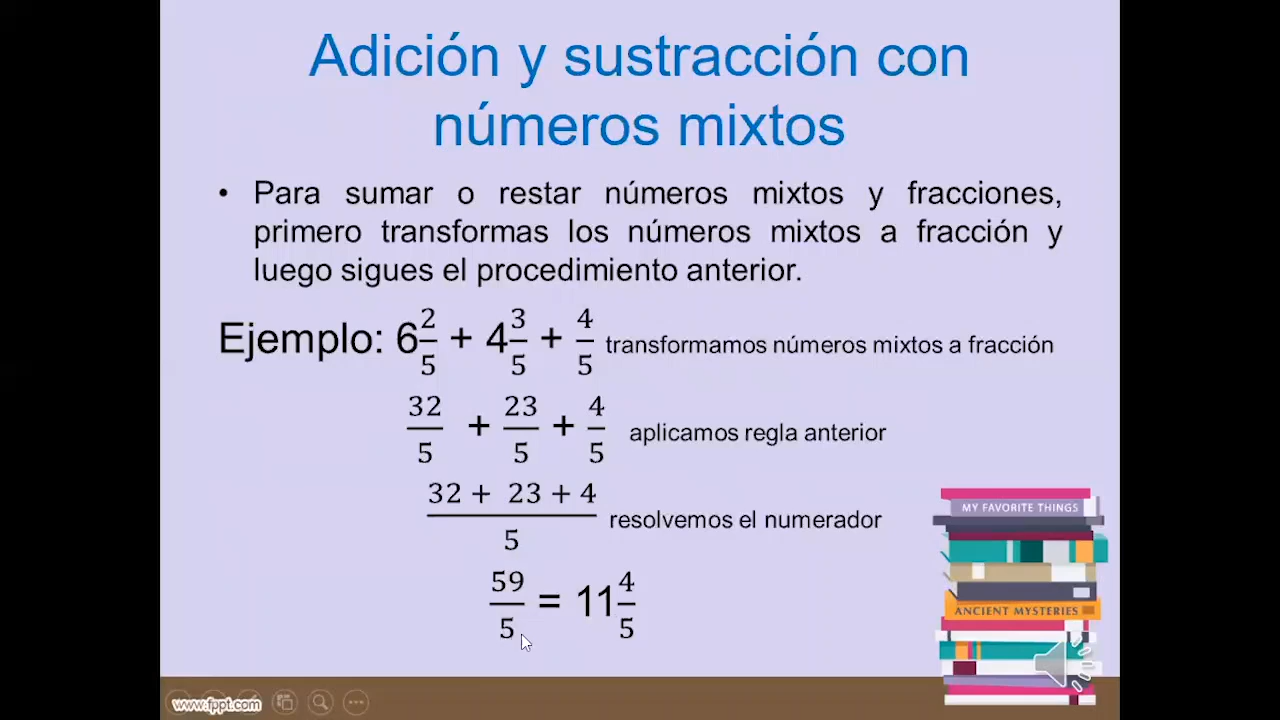 Adición y sustracción con
números mixtos
• Para sumar o restar números mixtos y fracciones,
primero transformas los números mixtos a fracción y
luego sigues el procedimiento anterior.
Ejemplo: 6 2/5 + 4 3/5 + 4/5 transformamos números mixtos a fracción
32/5 + 23/5 + 4/5 aplicamos regla anterior
(32 + 23 + 4)/5 resolvemos el numerador
59/5 = 11 4/5
MY FAVORITE THINGS
ANCIENT MYSTERIES
www.fppt.com